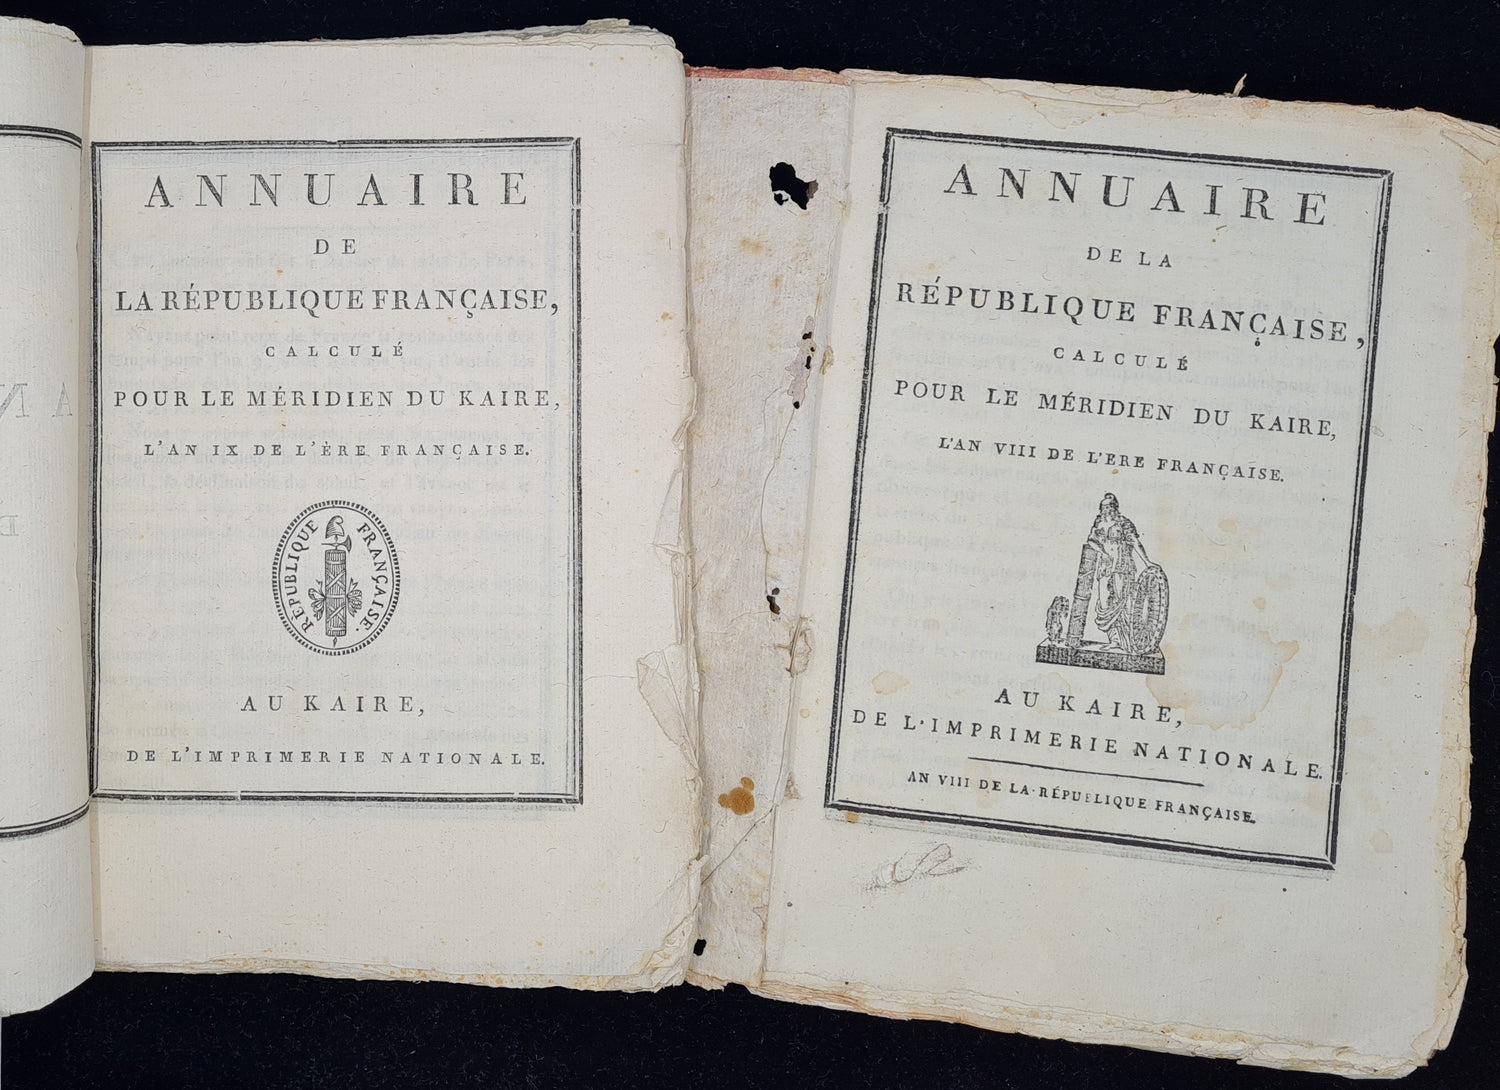 ANNUAIRE
DE
LA RÉPUBLIQUE FRANÇAISE,
CALCULÉ
POUR LE MÉRIDIEN DU KAIRE,
L'AN IX DE L'ÈRE FRANÇAISE.
RÉPUBLIQUE FRANÇAISE.
AU KAIRE,
DE L'IMPRIMERIE NATIONALE.
ANNUAIRE
DE LA
RÉPUBLIQUE FRANÇAISE,
CALCULÉ
POUR LE MÉRIDIEN DU KAIRE,
L'AN VIII DE L'ERE FRANÇAISE.
AU KAIRE,
DE L'IMPRIMERIE NATIONALE.
AN VIII DE LA RÉPUBLIQUE FRANÇAISE.